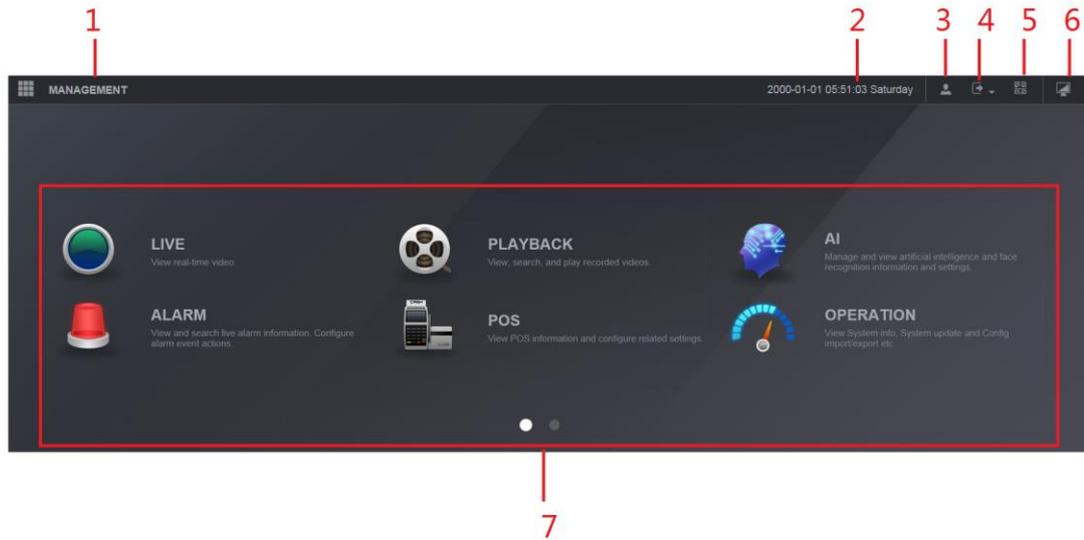 1 2 3 4 5 6
MANAGEMENT 2000-01-01 05:51:03 Saturday
LIVE
View real-time video.
PLAYBACK
View, search, and play recorded videos.
AI
Manage and view artificial intelligence and face
recognition information and settings.
ALARM
View and search live alarm information. Configure
alarm event actions.
POS
View POS information and configure related settings.
OPERATION
View System info, System update and Config
import/export etc.
7